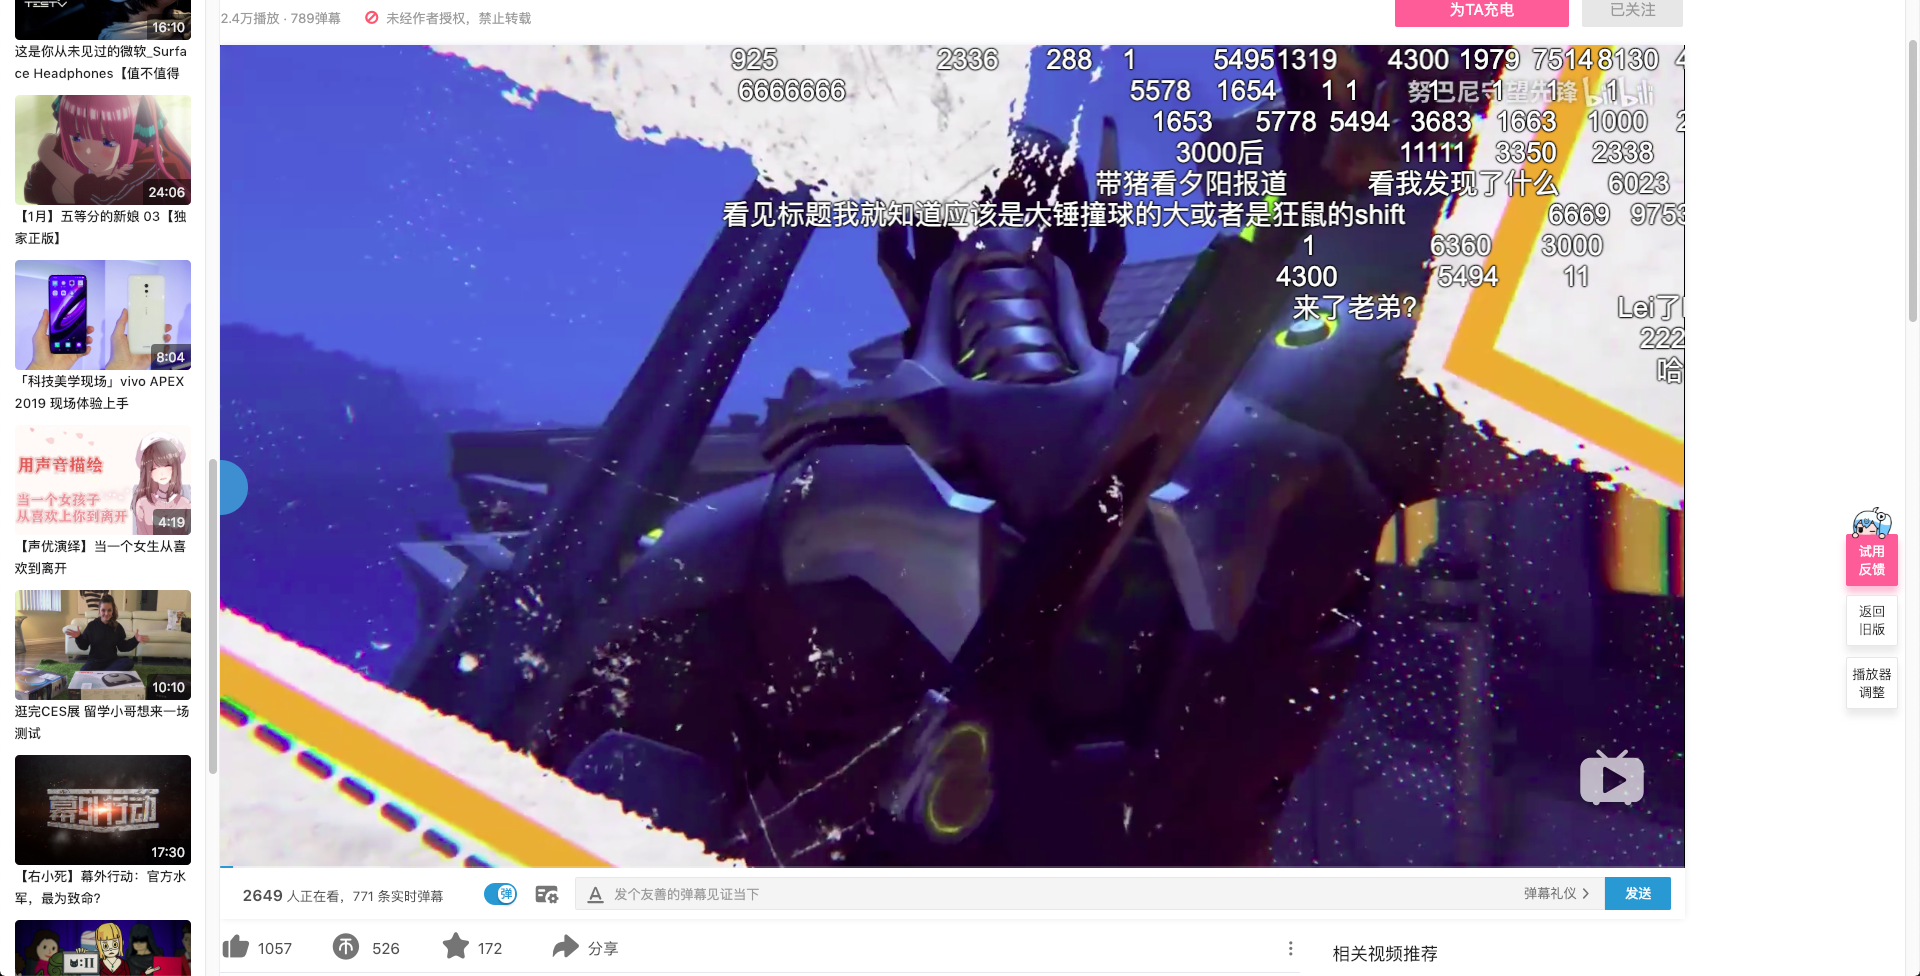 16:10
这是你从未见过的微软_Surfa
ce Headphones【值不值得
24:06
【1月】五等分的新娘 03【独
家正版】
8:04
「科技美学现场」vivo APEX
2019 现场体验上手
用声音描绘
当一个女孩子
从喜欢上你到离开
4:19
【声优演绎】当一个女生从喜
欢到离开
10:10
逛完CES展 留学小哥想来一场
测试
幕外行动
17:30
【右小死】幕外行动：官方水
军，最为致命?
2.4万播放 · 789弹幕 未经作者授权，禁止转载
为TA充电
已关注
925 2336 288 1 5495 1319 4300 1979 7514 8130
6666666 5578 1654 1 1 1 1 1 1
努巴尼守望先锋 bilibili
1653 5778 5494 3683 1663 1000
3000后 11111 3350 2338
带猪看夕阳报道 看我发现了什么 6023
看见标题我就知道应该是大锤撞球的大或者是狂鼠的shift 6669 9753
1 6360 3000
4300 5494 11
来了老弟? Lei了
222
哈
2649 人正在看，771 条实时弹幕
弹
A 发个友善的弹幕见证当下
弹幕礼仪
发送
1057 526 172 分享
相关视频推荐
试用
反馈
返回
旧版
播放器
调整